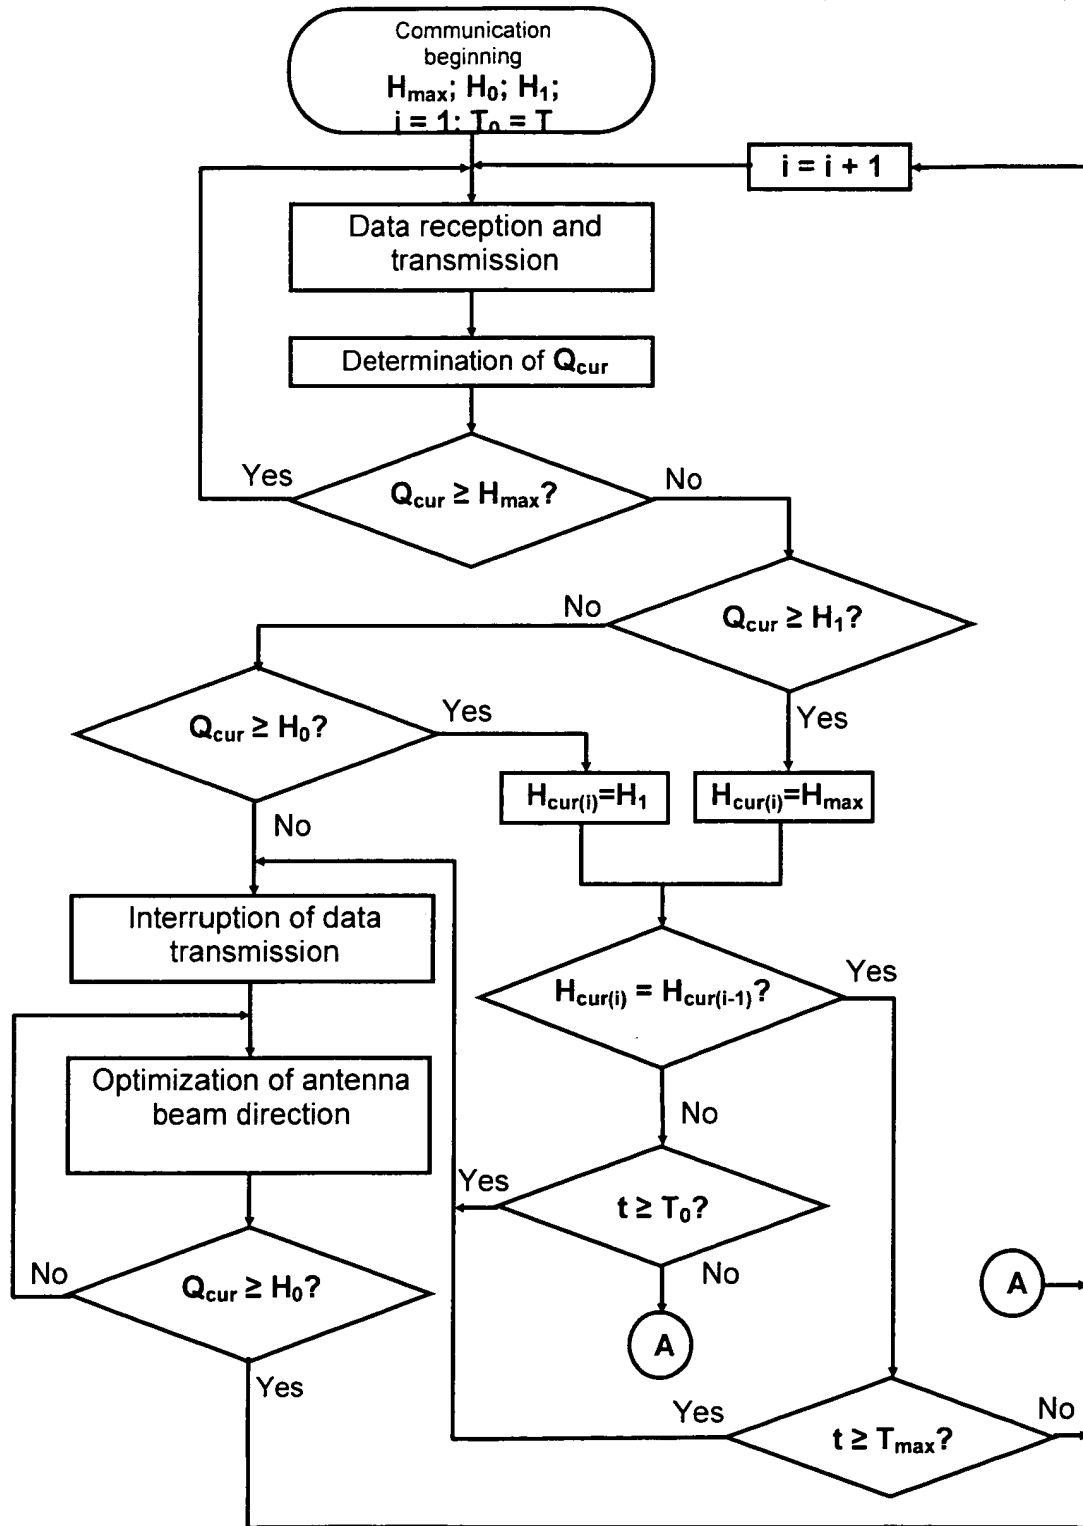 Communication
beginning
Hmax; H0; H1;
i = 1; T0 = T
i = i + 1
Data reception and
transmission
Determination of Qcur
Yes
Qcur ≥ Hmax?
No
No
Qcur ≥ H1?
Qcur ≥ H0?
Yes
Yes
Hcur(i)=H1
Hcur(i)=Hmax
No
Interruption of data
transmission
Hcur(i) = Hcur(i-1)?
Yes
Optimization of antenna
beam direction
No
Yes
t ≥ T0?
No
A
A
No
Qcur ≥ H0?
Yes
Yes
t ≥ Tmax?
No